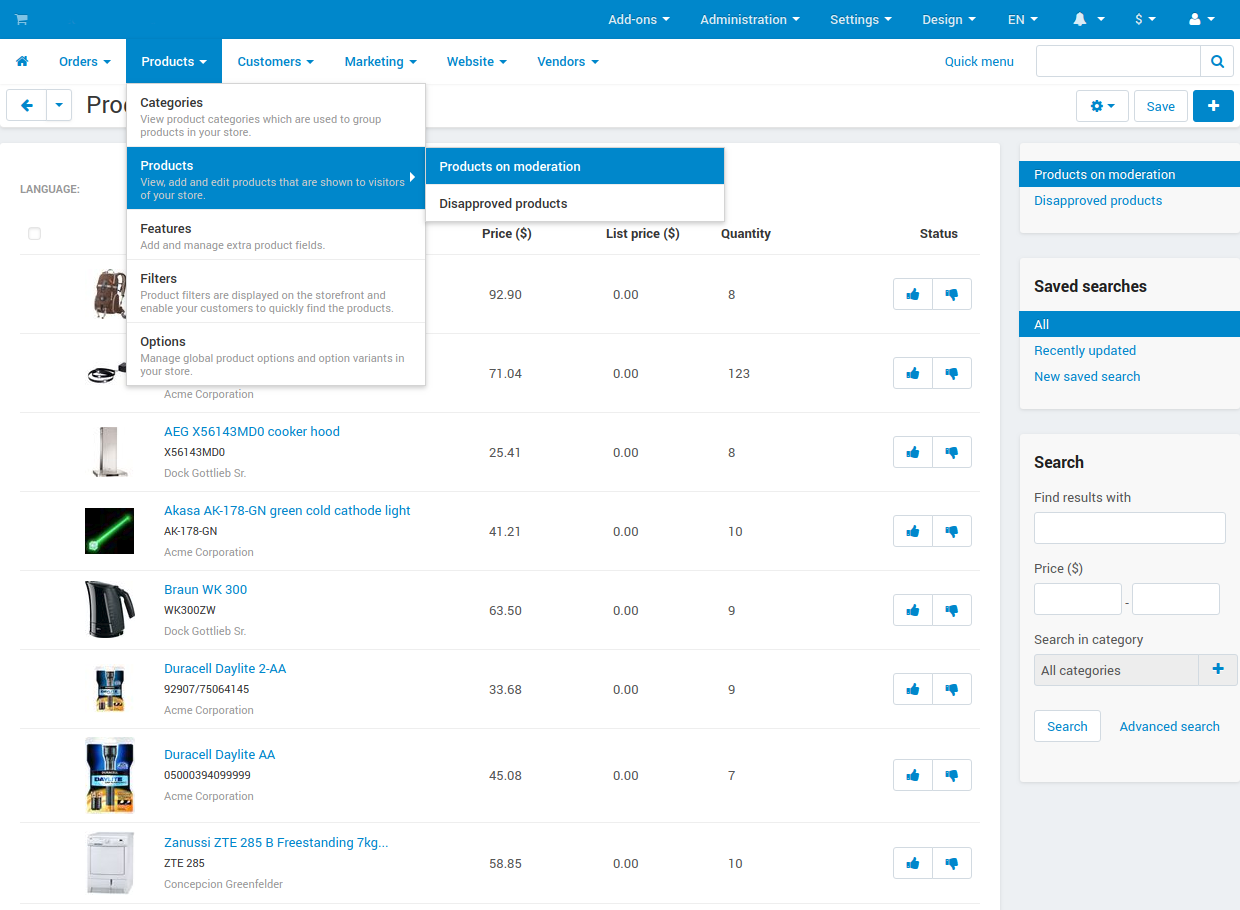 Add-ons Administration Settings Design EN $
Orders Products Customers Marketing Website Vendors Quick menu
Save
Categories
View product categories which are used to group
products in your store.
Products
View, add and edit products that are shown to visitors
of your store.
Products on moderation
Disapproved products
Features
Add and manage extra product fields.
Filters
Product filters are displayed on the storefront and
enable your customers to quickly find the products.
Options
Manage global product options and option variants in
your store.
LANGUAGE:
Price ($) List price ($) Quantity Status
92.90 0.00 8
71.04 0.00 123
Acme Corporation
AEG X56143MD0 cooker hood
X56143MD0 25.41 0.00 8
Dock Gottlieb Sr.
Akasa AK-178-GN green cold cathode light
AK-178-GN 41.21 0.00 10
Acme Corporation
Braun WK 300
WK300ZW 63.50 0.00 9
Dock Gottlieb Sr.
Duracell Daylite 2-AA
92907/75064145 33.68 0.00 9
Acme Corporation
Duracell Daylite AA
05000394099999 45.08 0.00 7
Acme Corporation
Zanussi ZTE 285 B Freestanding 7kg...
ZTE 285 58.85 0.00 10
Concepcion Greenfelder
Products on moderation
Disapproved products
Saved searches
All
Recently updated
New saved search
Search
Find results with
Price ($)
-
Search in category
All categories
Search Advanced search